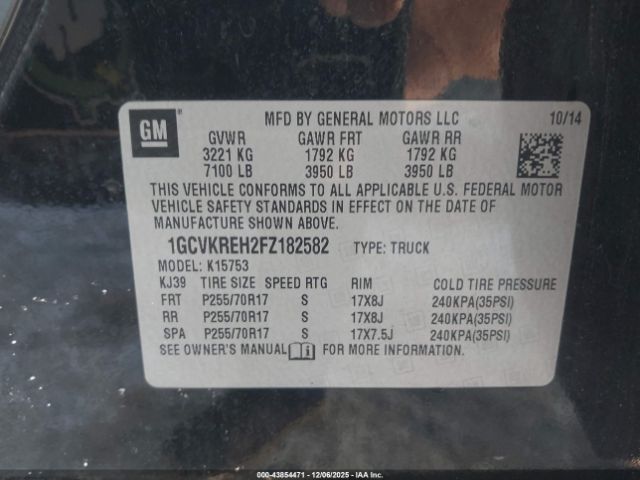 GM ®
MFD BY GENERAL MOTORS LLC 10/14
GVWR GAWR FRT GAWR RR
3221 KG 1792 KG 1792 KG
7100 LB 3950 LB 3950 LB
THIS VEHICLE CONFORMS TO ALL APPLICABLE U.S. FEDERAL MOTOR
VEHICLE SAFETY STANDARDS IN EFFECT ON THE DATE OF
MANUFACTURE SHOWN ABOVE.
1GCVKREH2FZ182582 TYPE: TRUCK
MODEL: K15753
KJ39 TIRE SIZE SPEED RTG RIM COLD TIRE PRESSURE
FRT P255/70R17 S 17X8J 240KPA(35PSI)
RR P255/70R17 S 17X8J 240KPA(35PSI)
SPA P255/70R17 S 17X7.5J 240KPA(35PSI)
SEE OWNER'S MANUAL FOR MORE INFORMATION.
000-43854471 - 12/06/2025 - IAA Inc.